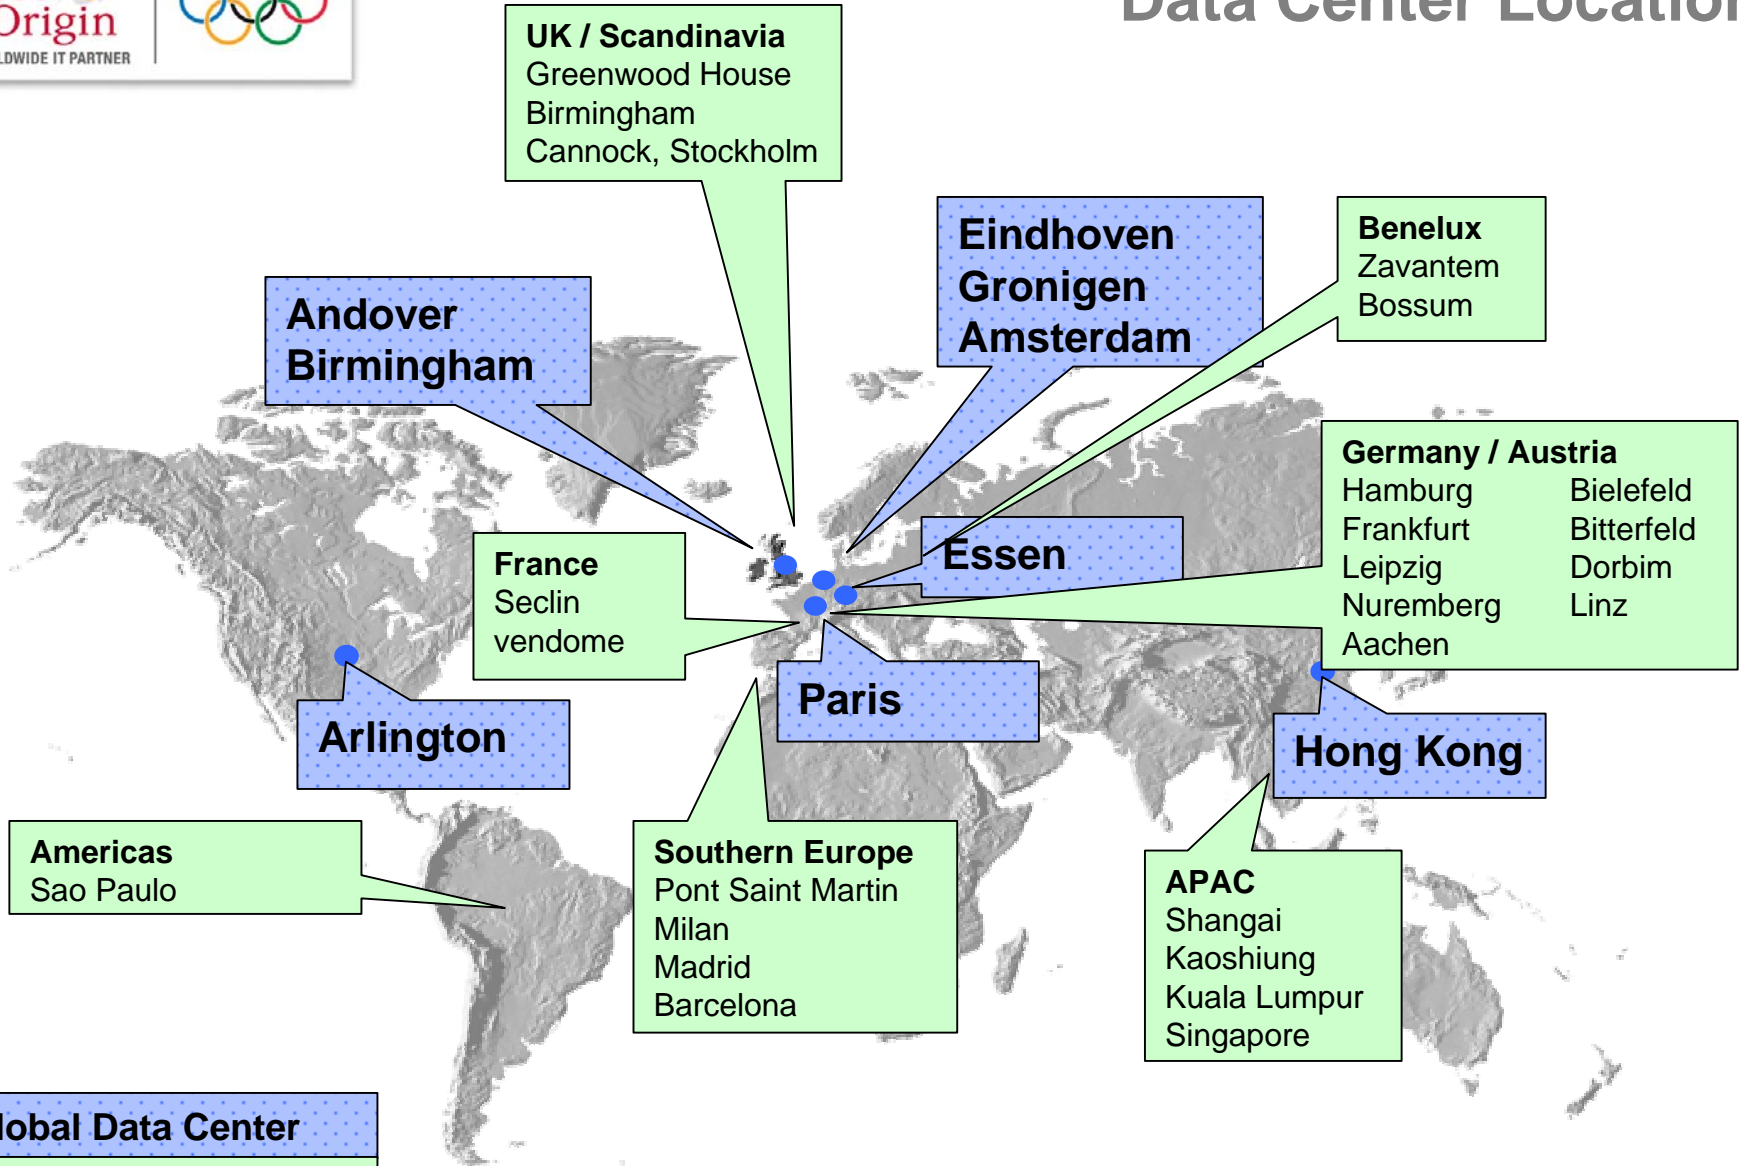 Origin
LDWIDE IT PARTNER
Data Center Location
UK / Scandinavia
Greenwood House
Birmingham
Cannock, Stockholm
Eindhoven
Gronigen
Amsterdam
Benelux
Zavantem
Bossum
Andover
Birmingham
Germany / Austria
Hamburg Bielefeld
Frankfurt Bitterfeld
Leipzig Dorbim
Nuremberg Linz
Aachen
Essen
France
Seclin
vendome
Paris
Arlington
Hong Kong
Americas
Sao Paulo
Southern Europe
Pont Saint Martin
Milan
Madrid
Barcelona
APAC
Shangai
Kaoshiung
Kuala Lumpur
Singapore
lobal Data Center